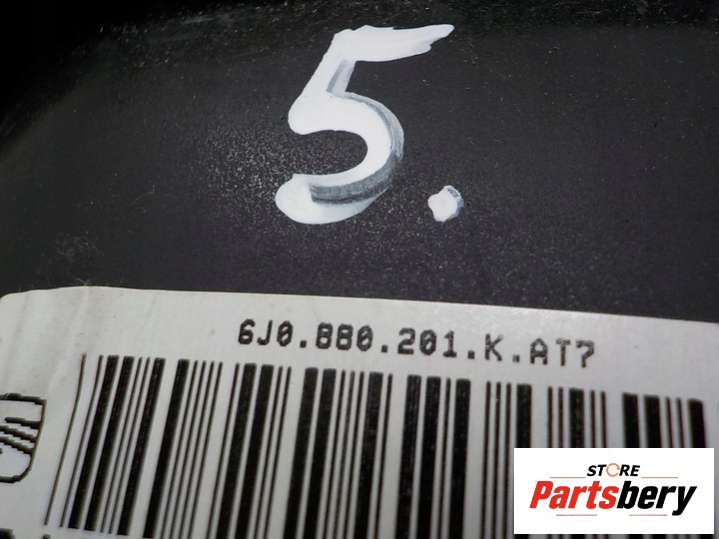 5.
6J0.880.201.K.AT7
STORE
Partsbery